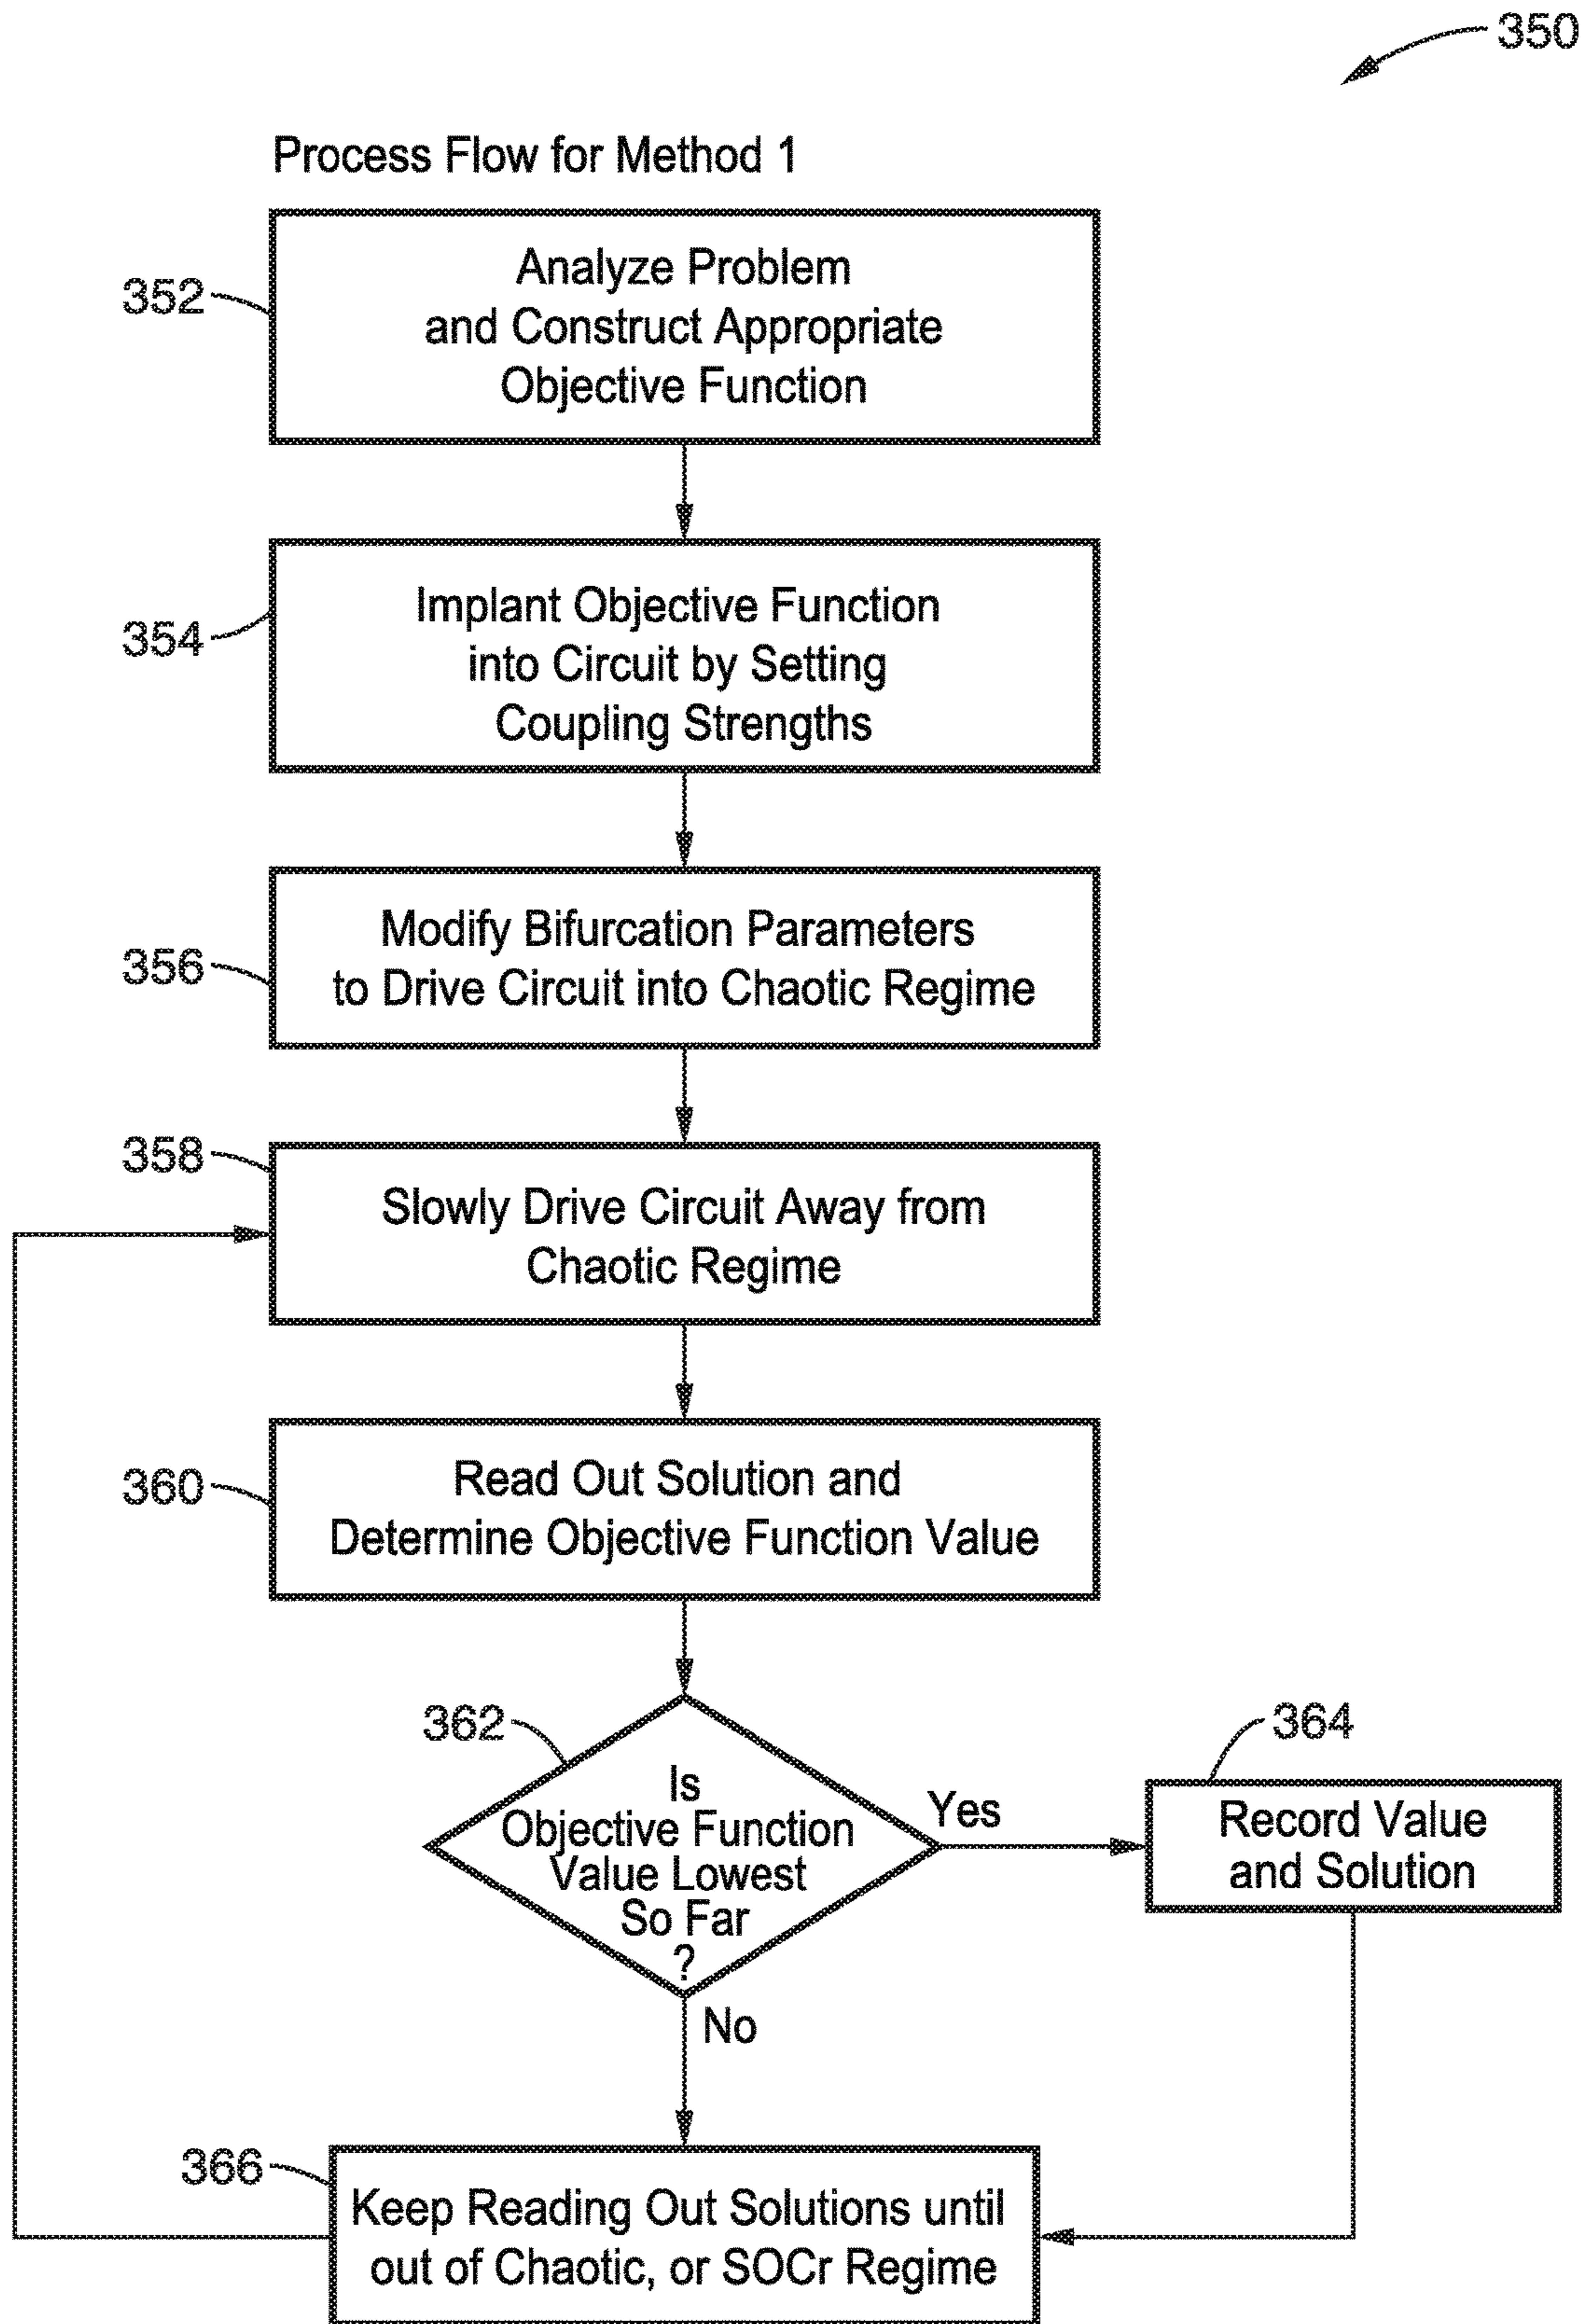 350
Process Flow for Method 1
352
Analyze Problem
and Construct Appropriate
Objective Function
354
Implant Objective Function
into Circuit by Setting
Coupling Strengths
356
Modify Bifurcation Parameters
to Drive Circuit into Chaotic Regime
358
Slowly Drive Circuit Away from
Chaotic Regime
360
Read Out Solution and
Determine Objective Function Value
362
Is
Objective Function
Value Lowest
So Far
?
Yes
364
Record Value
and Solution
No
366
Keep Reading Out Solutions until
out of Chaotic, or SOCr Regime